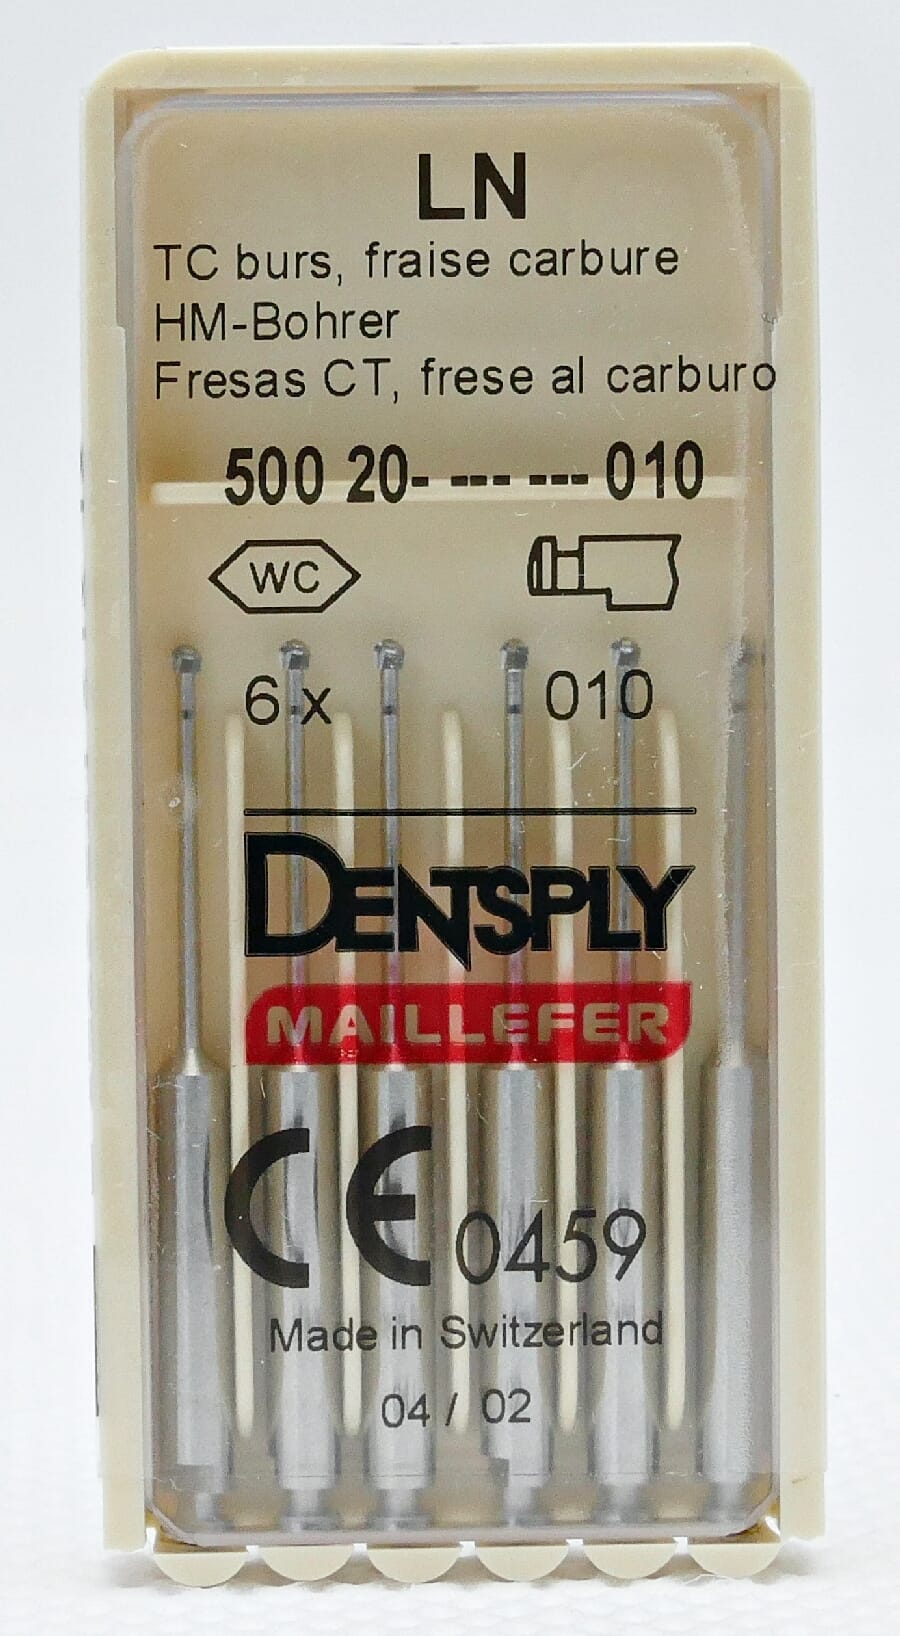 LN
TC burs, fraise carbure
HM-Bohrer
Fresas CT, frese al carburo
500 20- --- --- 010
WC
6 x 010
DENTSPLY
MAILLEFER
CE 0459
Made in Switzerland
04 / 02